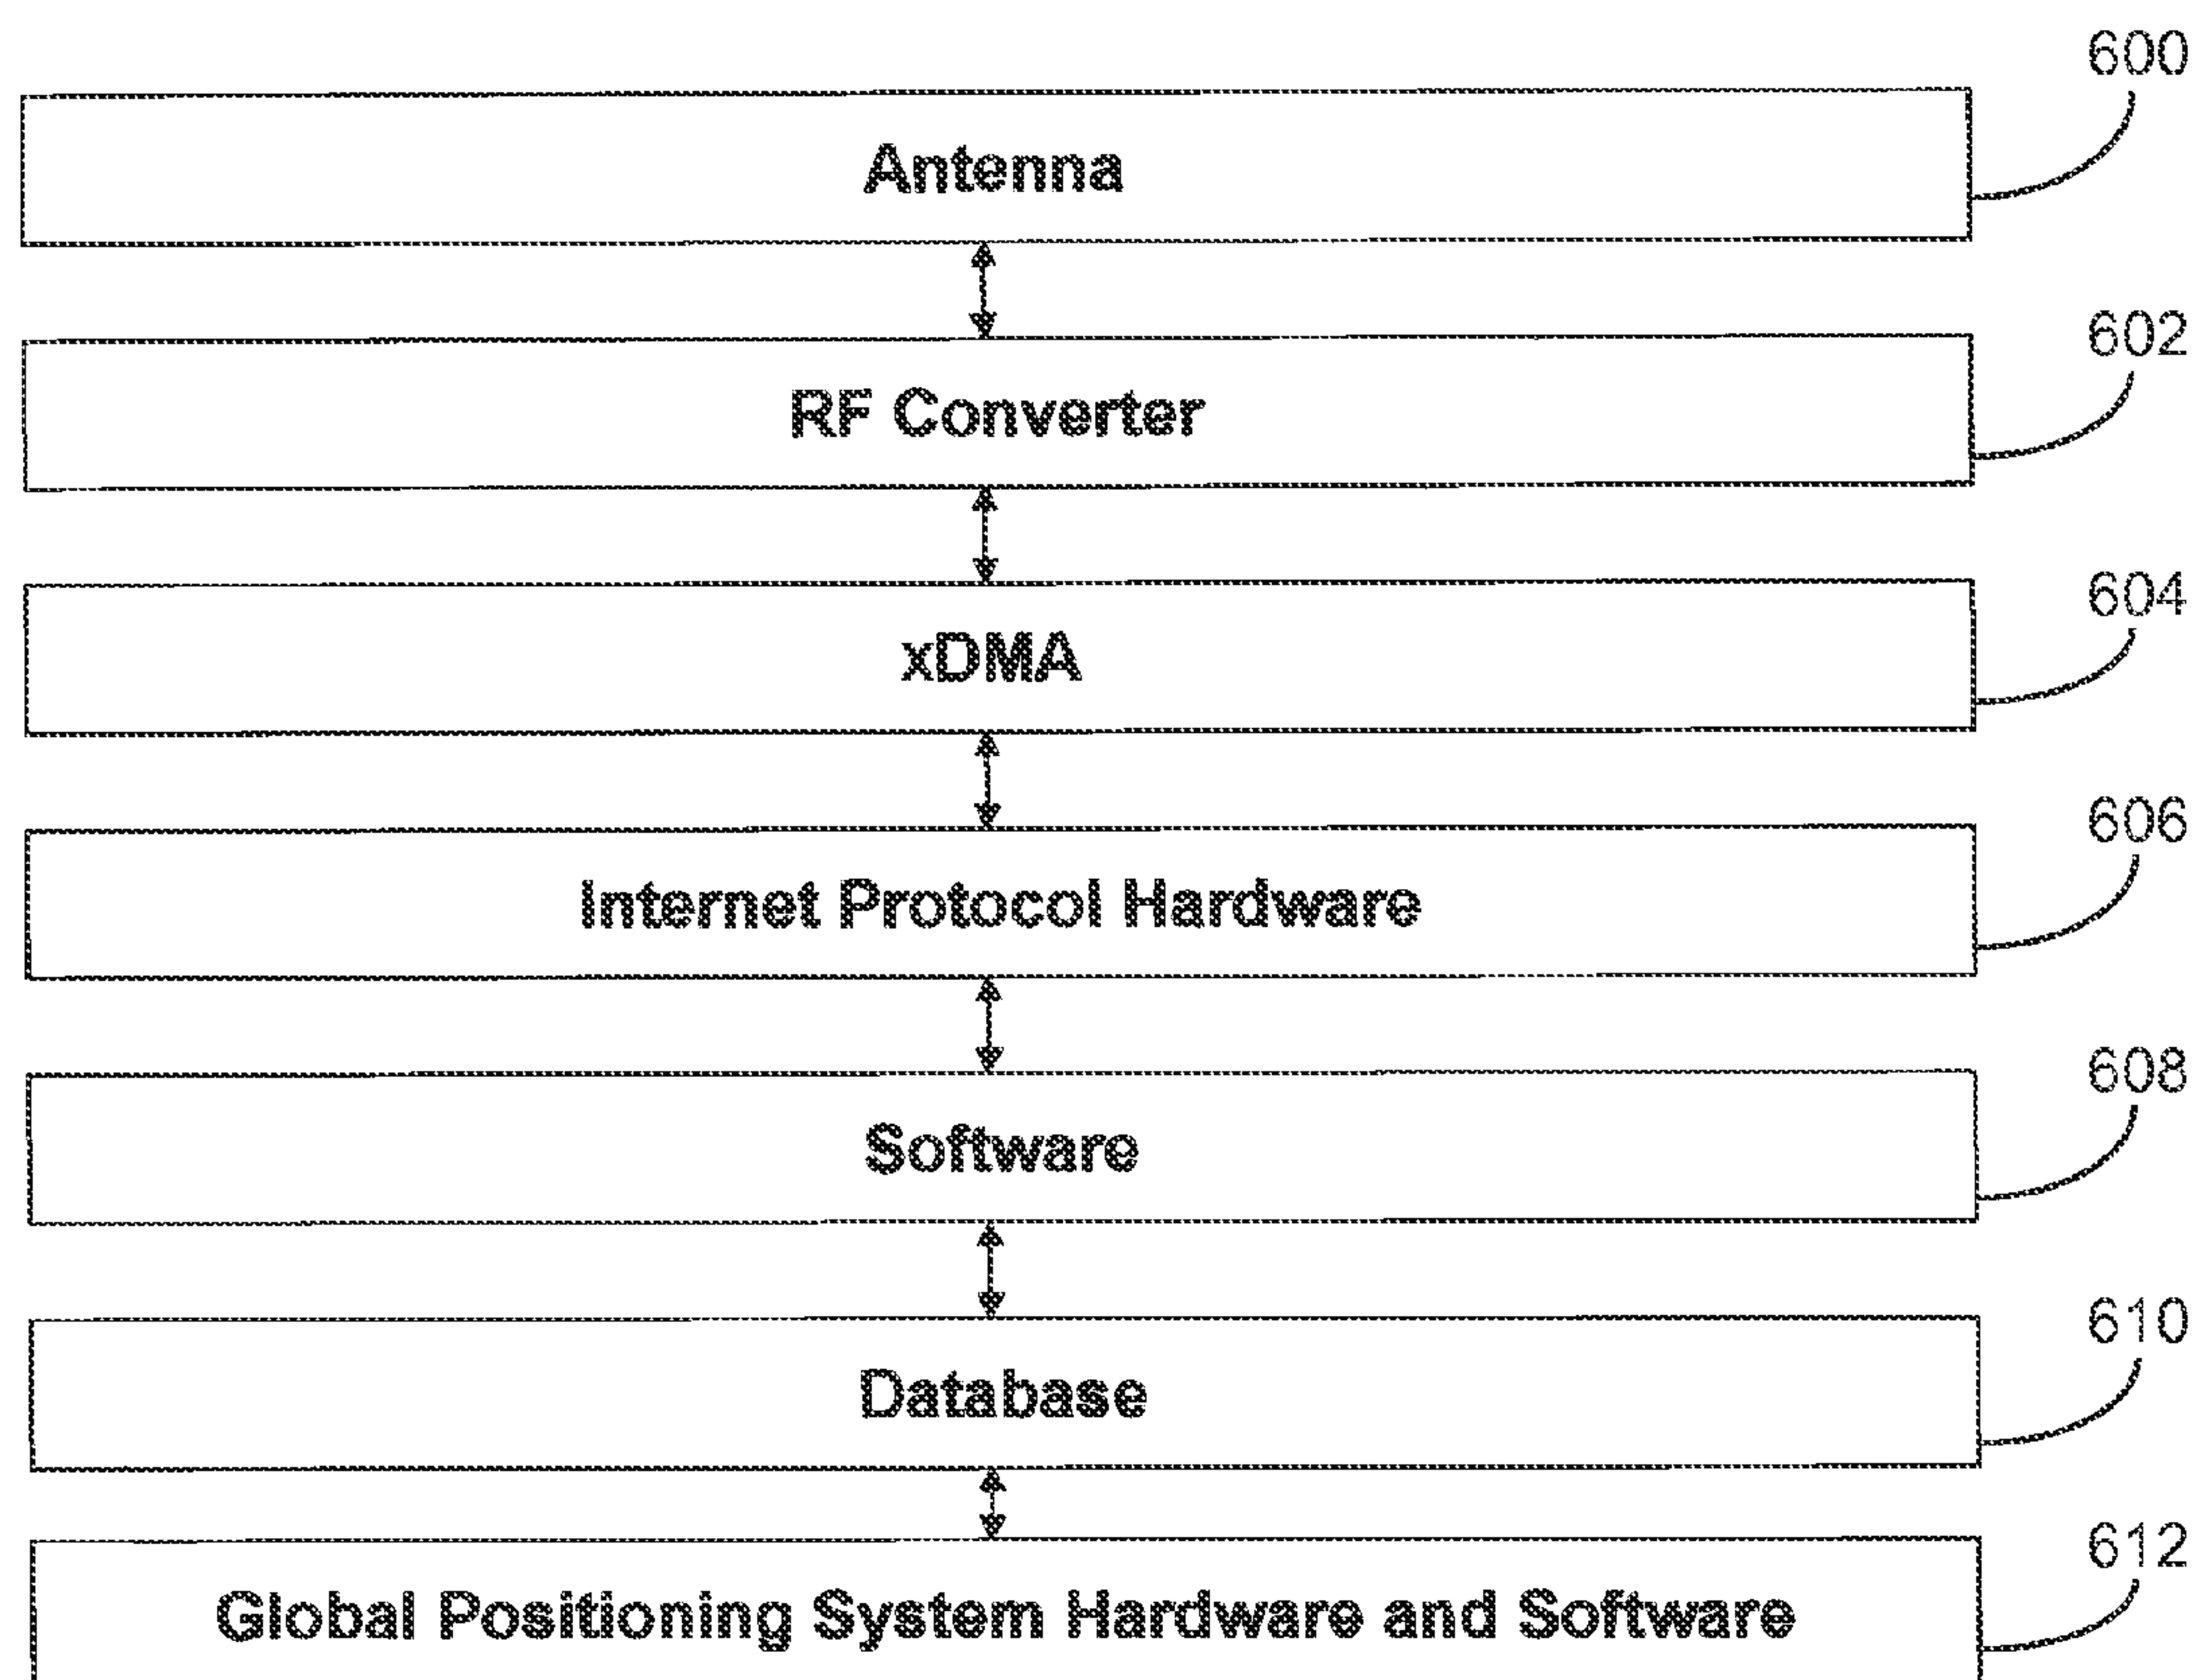 600
Antenna
602
RF Converter
604
xDMA
606
Internet Protocol Hardware
608
Software
610
Database
612
Global Positioning System Hardware and Software